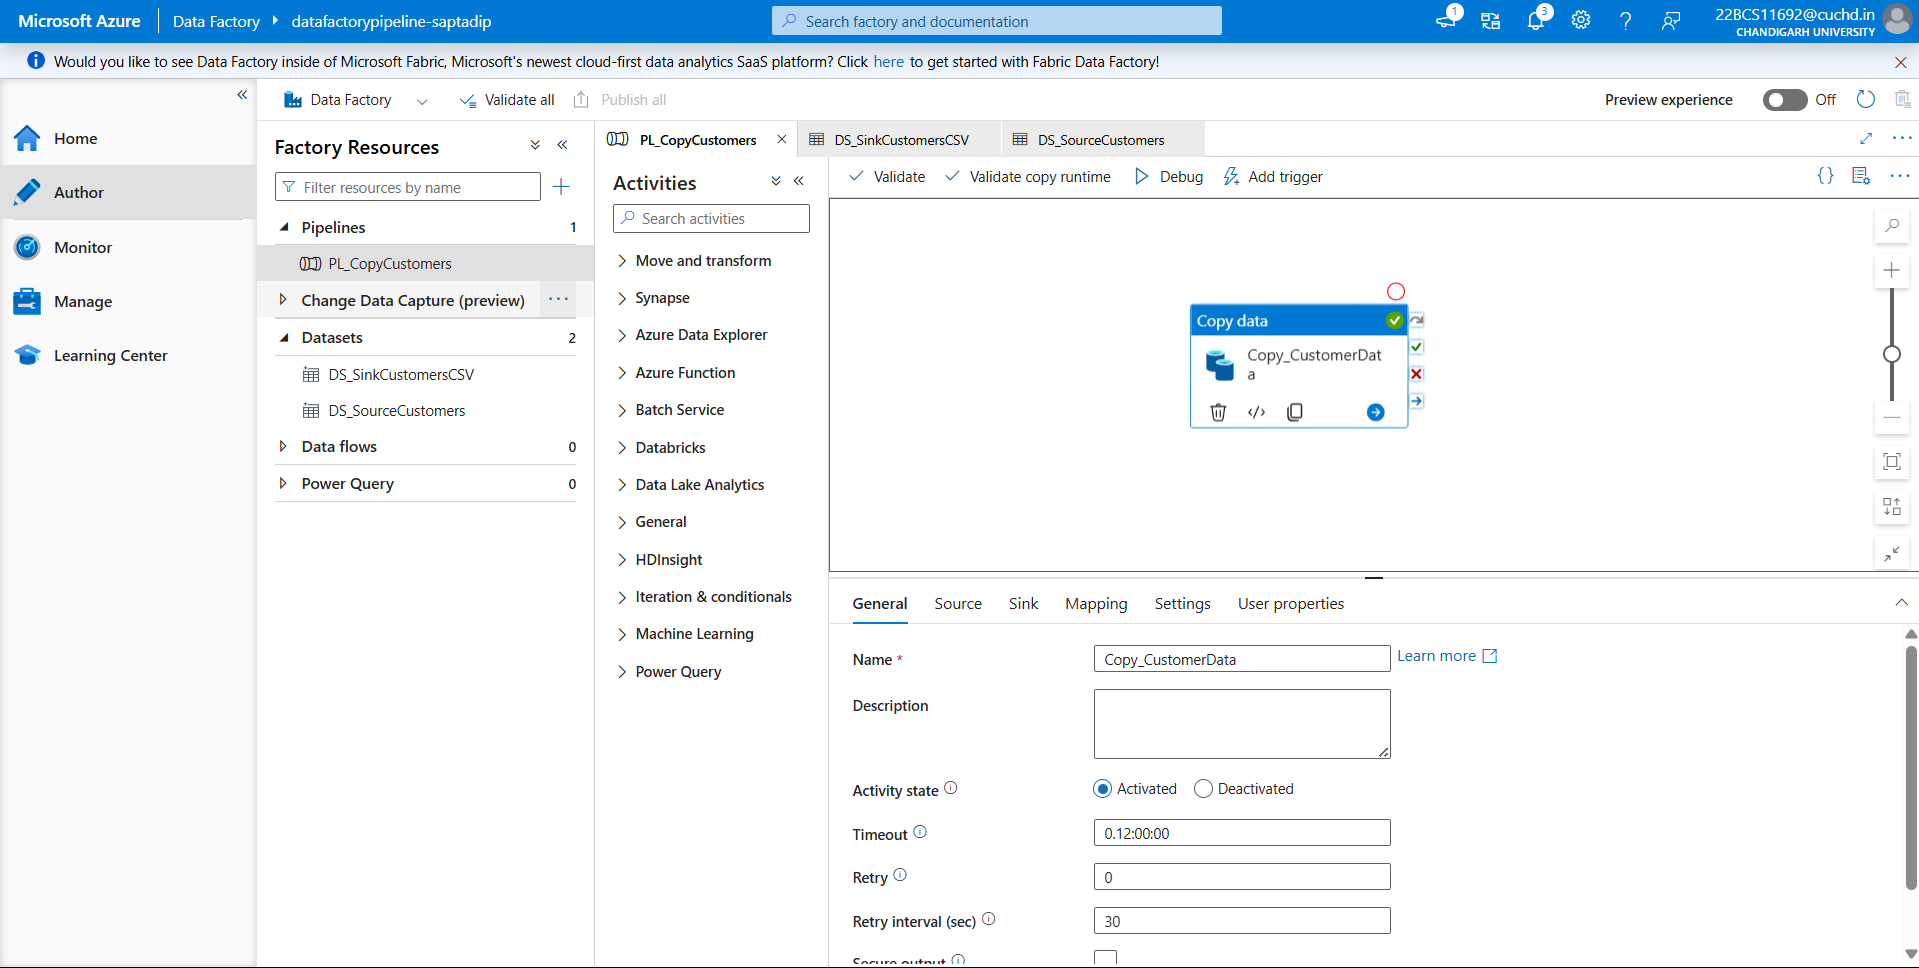 Microsoft Azure
Data Factory
datafactorypipeline-saptadip
Search factory and documentation
1
3
22BCS11692@cuchd.in
CHANDIGARH UNIVERSITY
Would you like to see Data Factory inside of Microsoft Fabric, Microsoft's newest cloud-first data analytics SaaS platform? Click here to get started with Fabric Data Factory!
Home
Author
Monitor
Manage
Learning Center
Data Factory
Validate all
Publish all
Preview experience
Off
Factory Resources
Filter resources by name
Pipelines 1
PL_CopyCustomers
Change Data Capture (preview)
Datasets 2
DS_SinkCustomersCSV
DS_SourceCustomers
Data flows 0
Power Query 0
PL_CopyCustomers
DS_SinkCustomersCSV
DS_SourceCustomers
Activities
Search activities
Move and transform
Synapse
Azure Data Explorer
Azure Function
Batch Service
Databricks
Data Lake Analytics
General
HDInsight
Iteration & conditionals
Machine Learning
Power Query
Validate
Validate copy runtime
Debug
Add trigger
Copy data
Copy_CustomerDat
a
General
Source
Sink
Mapping
Settings
User properties
Name *
Copy_CustomerData
Learn more
Description
Activity state
Activated
Deactivated
Timeout
0.12:00:00
Retry
0
Retry interval (sec)
30
Secure output